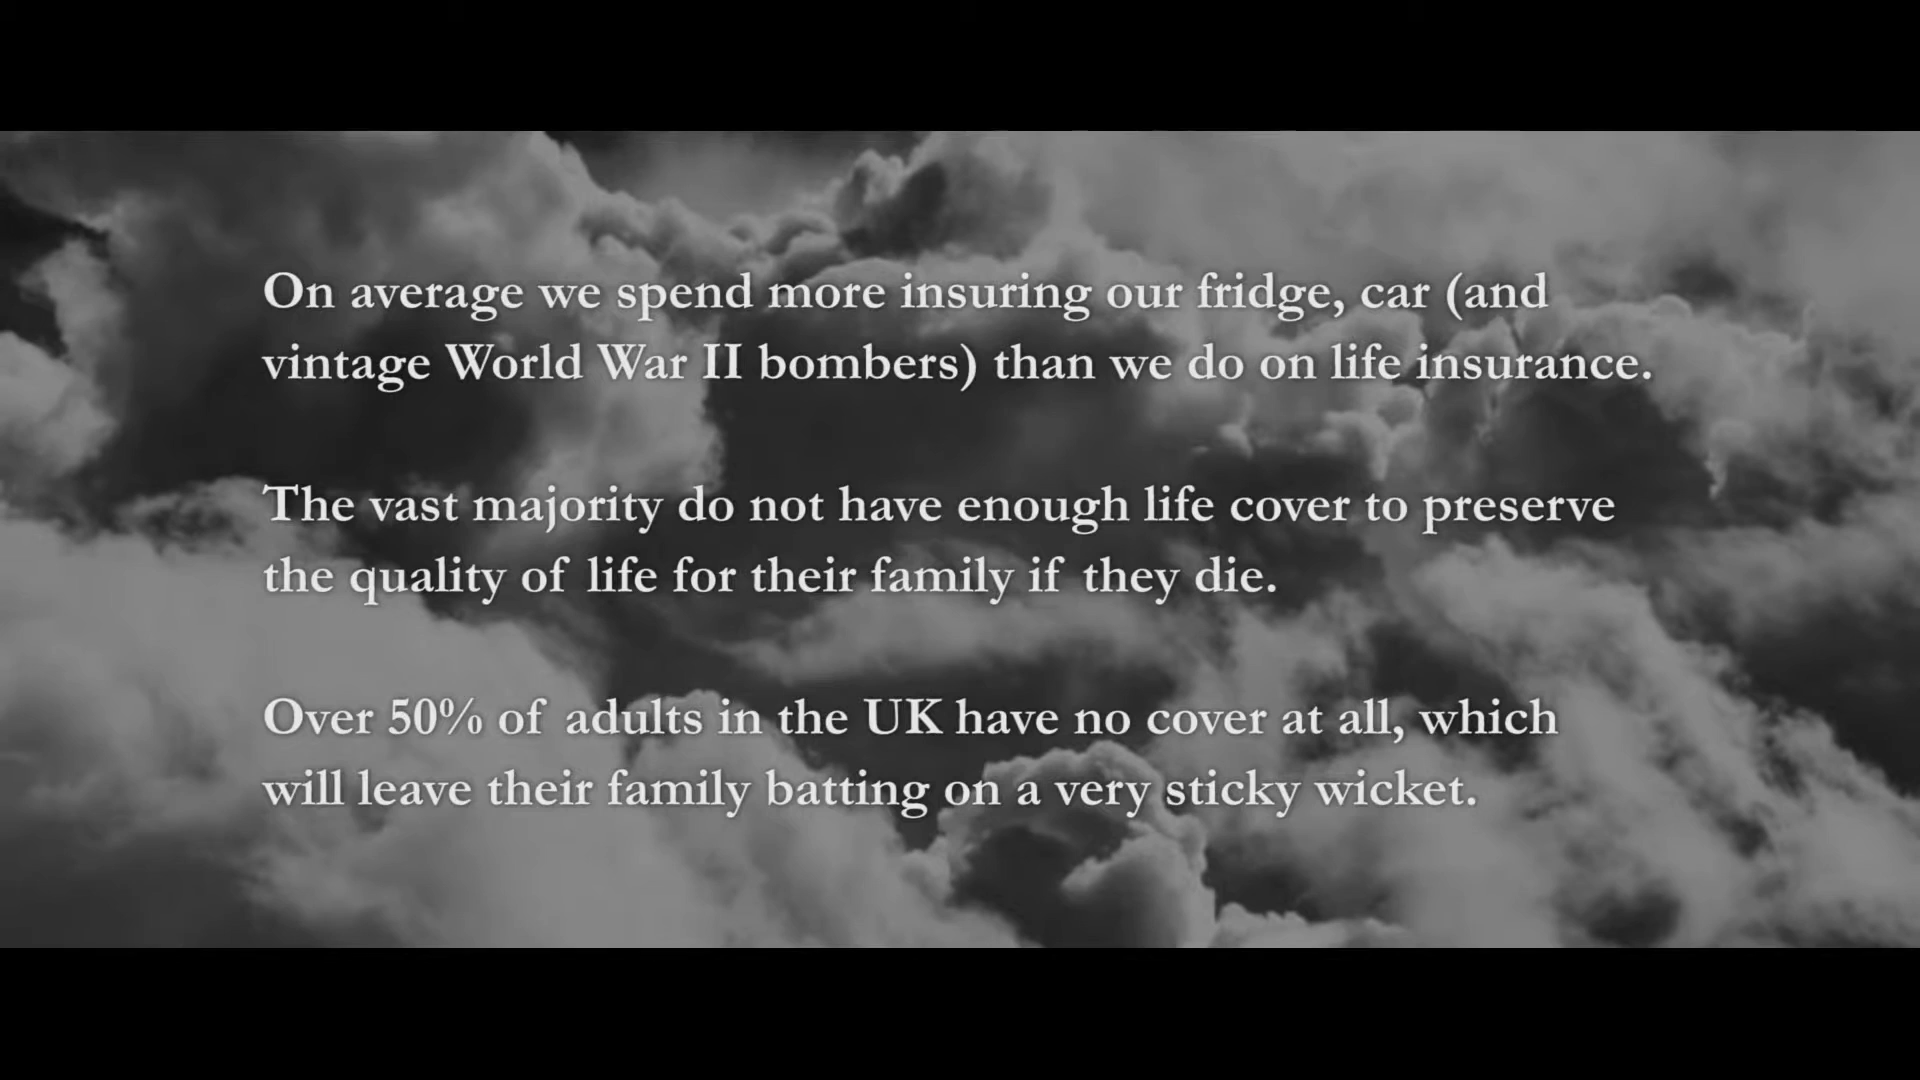 On average we spend more insuring our fridge, car (and
vintage World War II bombers) than we do on life insurance.
The vast majority do not have enough life cover to preserve
the quality of life for their family if they die.
Over 50% of adults in the UK have no cover at all, which
will leave their family batting on a very sticky wicket.